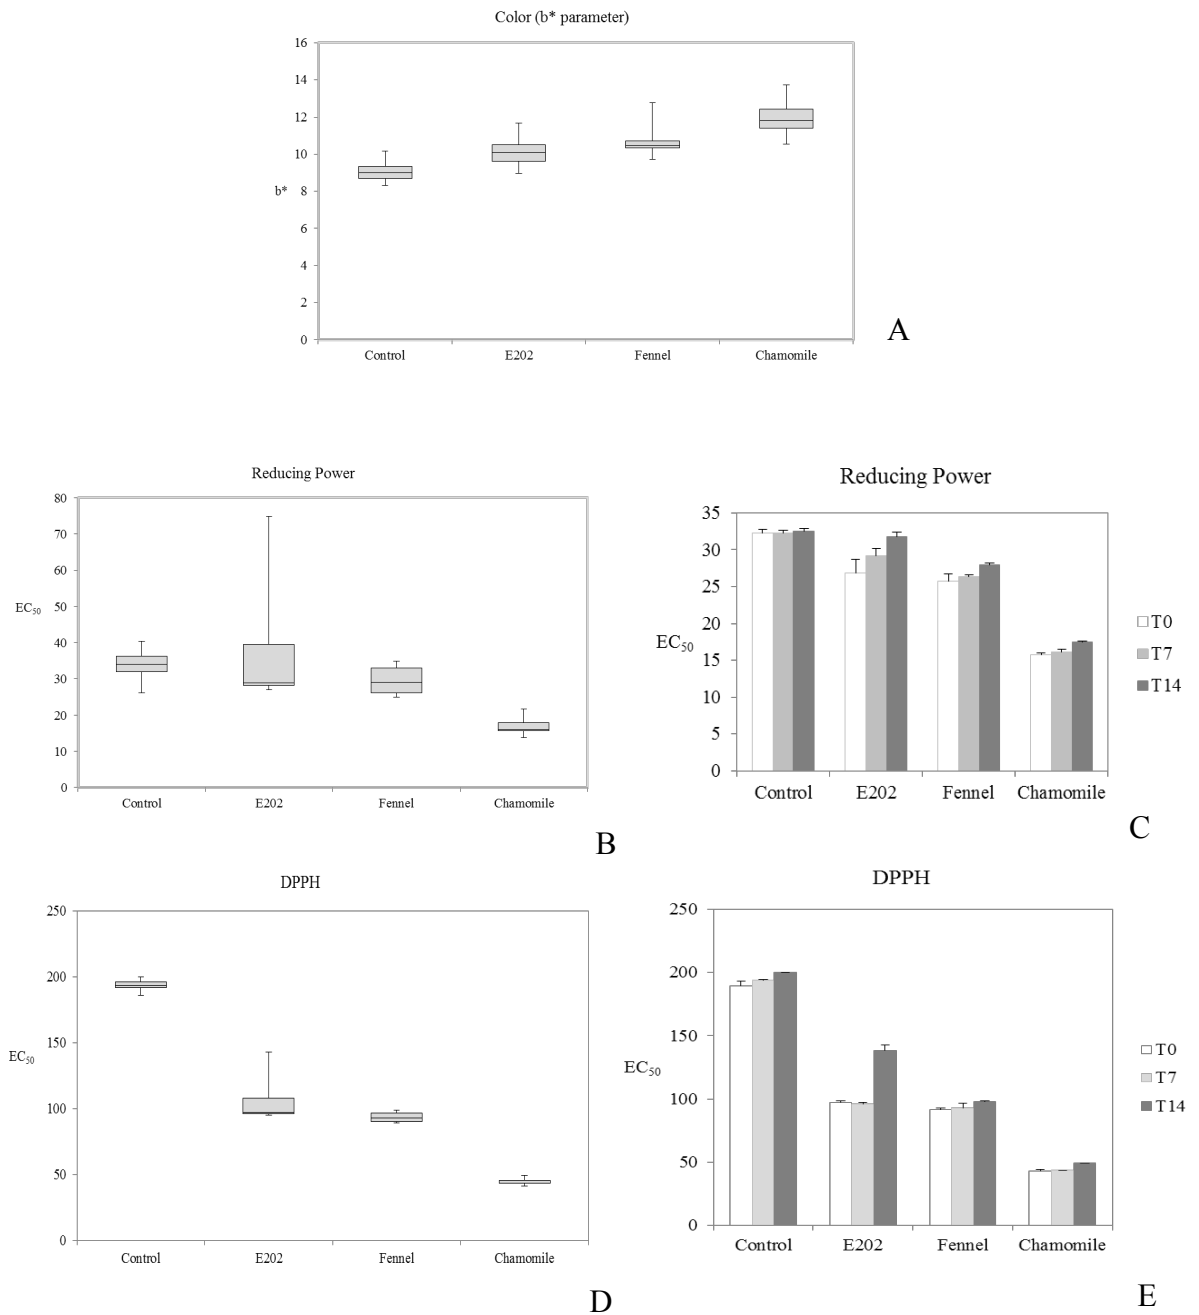 Color (b* parameter)
16
14
12
10
b* 8
6
4
2
0
Control E202 Fennel Chamomile
A
Reducing Power
80
70
60
50
EC50
40
30
20
10
0
Control E202 Fennel Chamomile
B
Reducing Power
35
30
25
20
EC50
15
10
5
0
T0
T7
T14
Control E202 Fennel Chamomile
C
DPPH
250
200
150
EC50
100
50
0
Control E202 Fennel Chamomile
D
DPPH
250
200
150
EC50
100
50
0
T0
T7
T14
Control E202 Fennel Chamomile
E